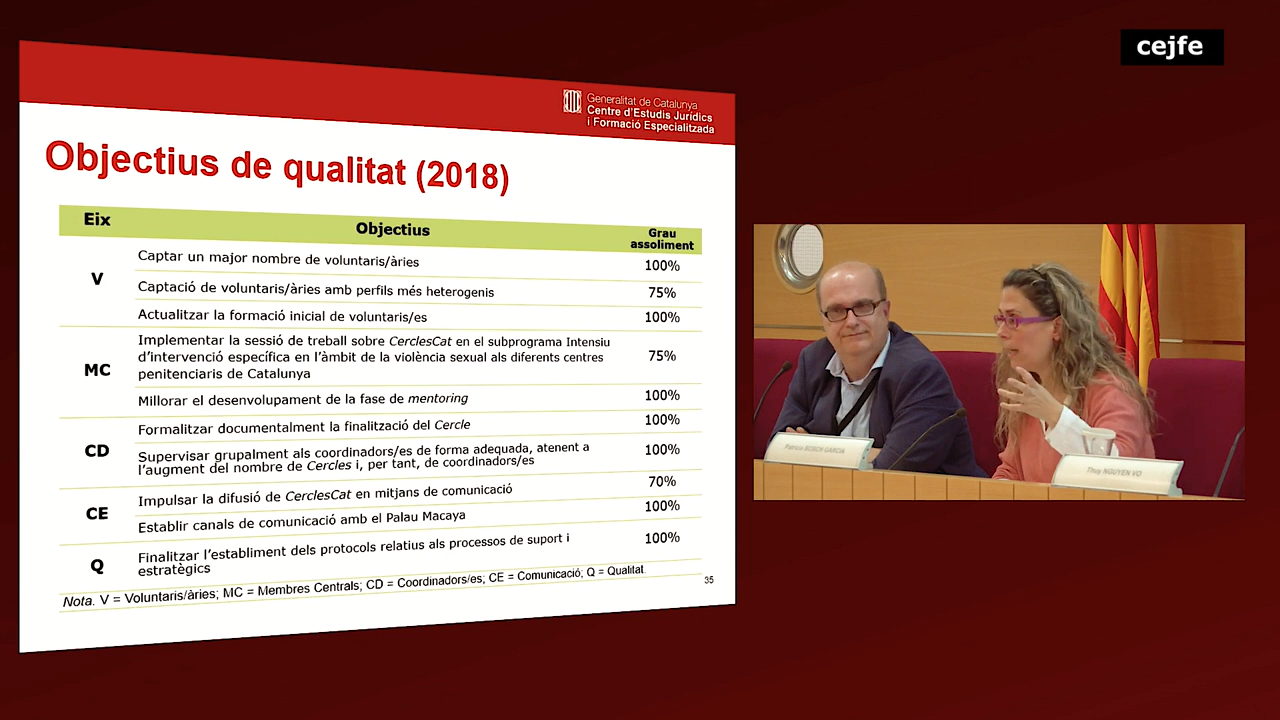 cejfe
Generalitat de Catalunya
Centre d'Estudis Jurídics
i Formació Especialitzada
Objectius de qualitat (2018)
Eix
Objectius
Grau
assoliment
V
Captar un major nombre de voluntaris/àries
100%
Captació de voluntaris/àries amb perfils més heterogenis
75%
Actualitzar la formació inicial de voluntaris/es
100%
MC
Implementar la sessió de treball sobre CerclesCat en el subprograma Intensiu
d'intervenció específica en l'àmbit de la violència sexual als diferents centres
penitenciaris de Catalunya
75%
Millorar el desenvolupament de la fase de mentoring
100%
CD
Formalitzar documentalment la finalització del Cercle
100%
Supervisar grupalment als coordinadors/es de forma adequada, atenent a
l'augment del nombre de Cercles i, per tant, de coordinadors/es
100%
CE
Impulsar la difusió de CerclesCat en mitjans de comunicació
70%
Establir canals de comunicació amb el Palau Macaya
100%
Q
Finalitzar l'establiment dels protocols relatius als processos de suport i
estratègics
100%
Nota. V = Voluntaris/àries; MC = Membres Centrals; CD = Coordinadors/es; CE = Comunicació; Q = Qualitat.
35
Patricia BOSCH GARCIA
Thuy NGUYEN VO